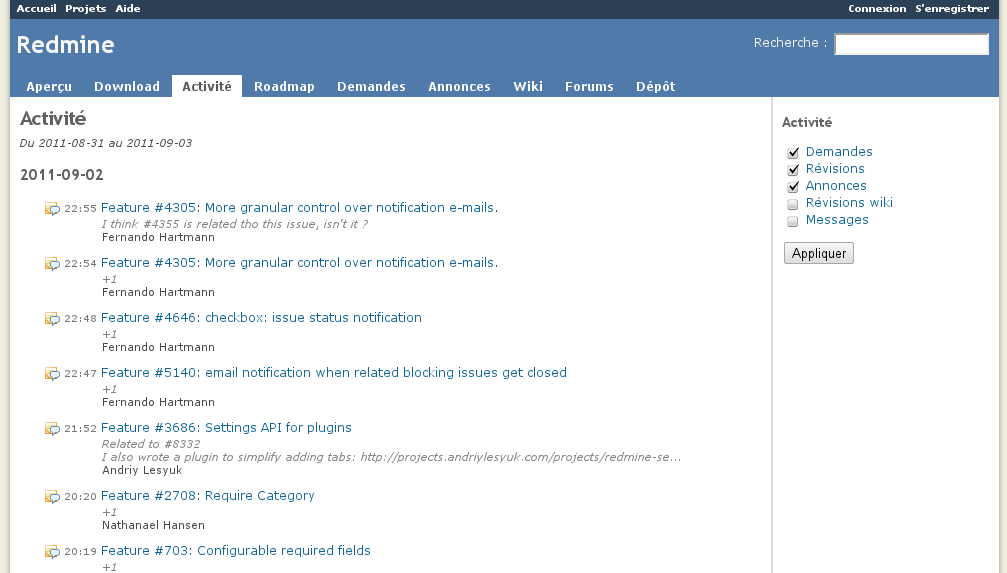 Accueil Projets Aide Connexion S'enregistrer
Redmine Recherche :
Aperçu Download Activité Roadmap Demandes Annonces Wiki Forums Dépôt
Activité
Du 2011-08-31 au 2011-09-03
2011-09-02
22:55 Feature #4305: More granular control over notification e-mails.
I think #4355 is related tho this issue, isn't it ?
Fernando Hartmann
22:54 Feature #4305: More granular control over notification e-mails.
+1
Fernando Hartmann
22:48 Feature #4646: checkbox: issue status notification
+1
Fernando Hartmann
22:47 Feature #5140: email notification when related blocking issues get closed
+1
Fernando Hartmann
21:52 Feature #3686: Settings API for plugins
Related to #8332
I also wrote a plugin to simplify adding tabs: http://projects.andriylesyuk.com/projects/redmine-se...
Andriy Lesyuk
20:20 Feature #2708: Require Category
+1
Nathanael Hansen
20:19 Feature #703: Configurable required fields
+1
Activité
Demandes
Révisions
Annonces
Révisions wiki
Messages
Appliquer